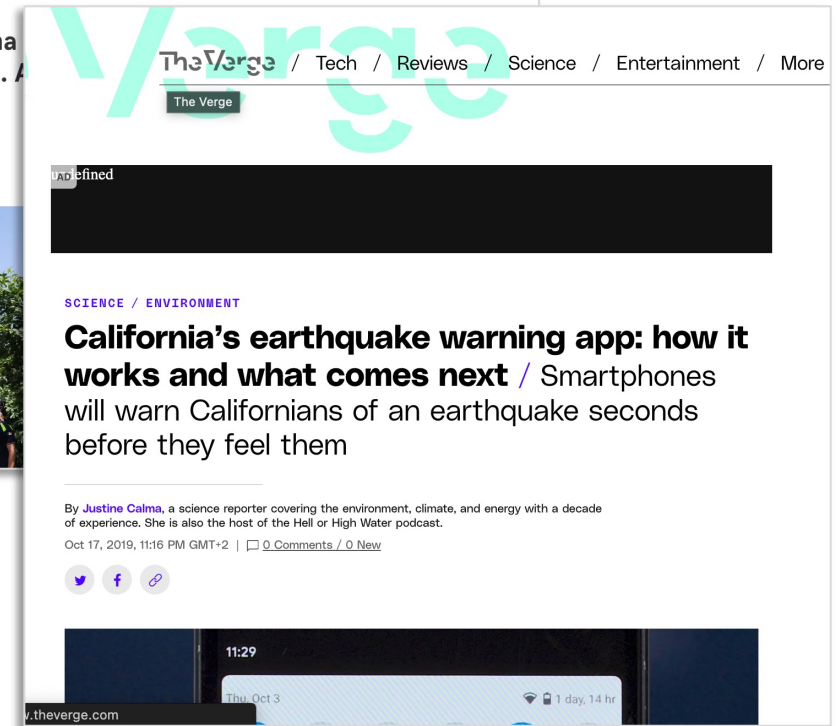 The Verge / Tech / Reviews / Science / Entertainment / More
The Verge
Verge
AD
SCIENCE / ENVIRONMENT
California’s earthquake warning app: how it
works and what comes next / Smartphones
will warn Californians of an earthquake seconds
before they feel them
By Justine Calma, a science reporter covering the environment, climate, and energy with a decade
of experience. She is also the host of the Hell or High Water podcast.
Oct 17, 2019, 11:16 PM GMT+2 | 0 Comments / 0 New
11:29
Thu, Oct 3 1 day, 14 hr
.theverge.com